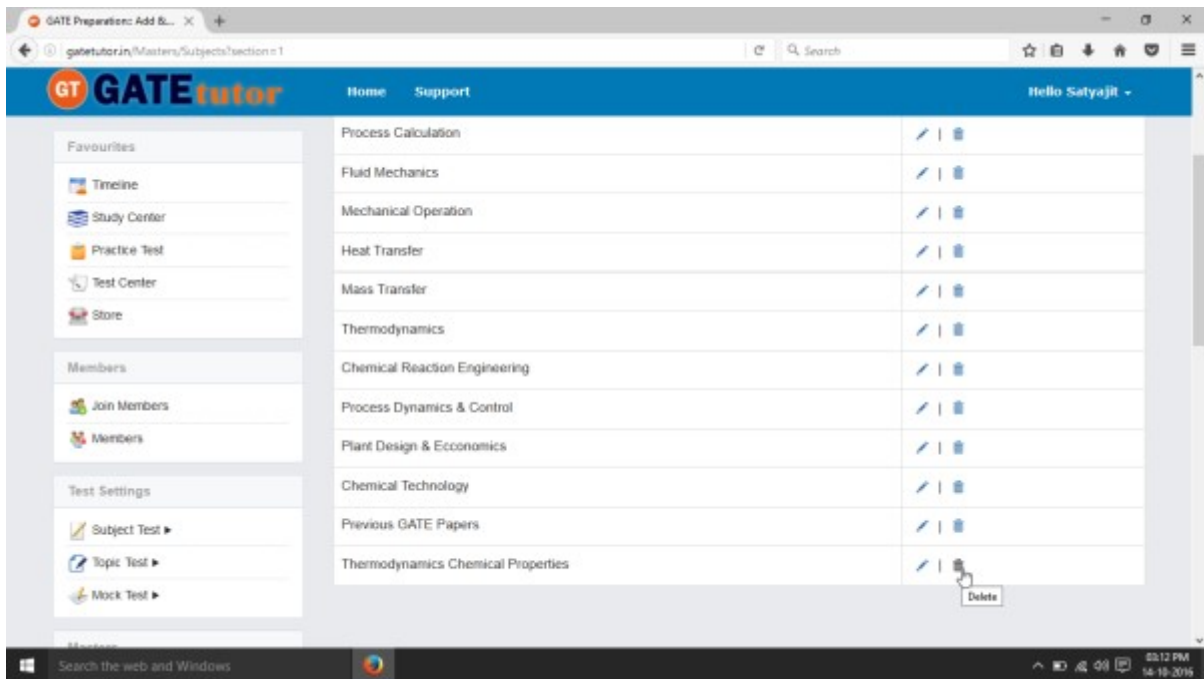 GATE Preparation: Add &...
gatetutor.in/Masters/Subjects?section=1
Search
GT GATEtutor
Home
Support
Hello Satyajit
Favourites
Timeline
Study Center
Practice Test
Test Center
Store
Members
Join Members
Members
Test Settings
Subject Test
Topic Test
Mock Test
Masters
Process Calculation
Fluid Mechanics
Mechanical Operation
Heat Transfer
Mass Transfer
Thermodynamics
Chemical Reaction Engineering
Process Dynamics & Control
Plant Design & Ecconomics
Chemical Technology
Previous GATE Papers
Thermodynamics Chemical Properties
Delete
Search the web and Windows
03:12 PM
14-10-2016